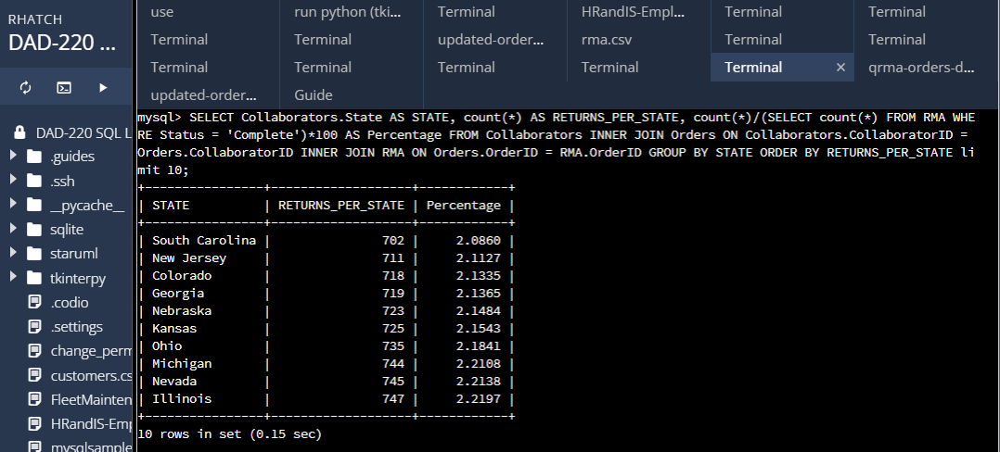 RHATCH
DAD-220 ...
DAD-220 SQL L
.guides
.ssh
__pycache__
sqlite
staruml
tkinterpy
.codio
.settings
change_perm
customers.cs
FleetMainten
HRandIS-Emp
mysqlsample
use run python (tki... Terminal HRandIS-Empl... Terminal Terminal
Terminal Terminal updated-order... rma.csv Terminal Terminal
Terminal Terminal Terminal Terminal Terminal × qrma-orders-d...
updated-order... Guide
mysql> SELECT Collaborators.State AS STATE, count(*) AS RETURNS_PER_STATE, count(*)/(SELECT count(*) FROM RMA WHE
RE Status = 'Complete')*100 AS Percentage FROM Collaborators INNER JOIN Orders ON Collaborators.CollaboratorID =
Orders.CollaboratorID INNER JOIN RMA ON Orders.OrderID = RMA.OrderID GROUP BY STATE ORDER BY RETURNS_PER_STATE li
mit 10;
+----------------+-------------------+------------+
| STATE          | RETURNS_PER_STATE | Percentage |
+----------------+-------------------+------------+
| South Carolina |               702 |     2.0860 |
| New Jersey     |               711 |     2.1127 |
| Colorado       |               718 |     2.1335 |
| Georgia        |               719 |     2.1365 |
| Nebraska       |               723 |     2.1484 |
| Kansas         |               725 |     2.1543 |
| Ohio           |               735 |     2.1841 |
| Michigan       |               744 |     2.2108 |
| Nevada         |               745 |     2.2138 |
| Illinois       |               747 |     2.2197 |
+----------------+-------------------+------------+
10 rows in set (0.15 sec)